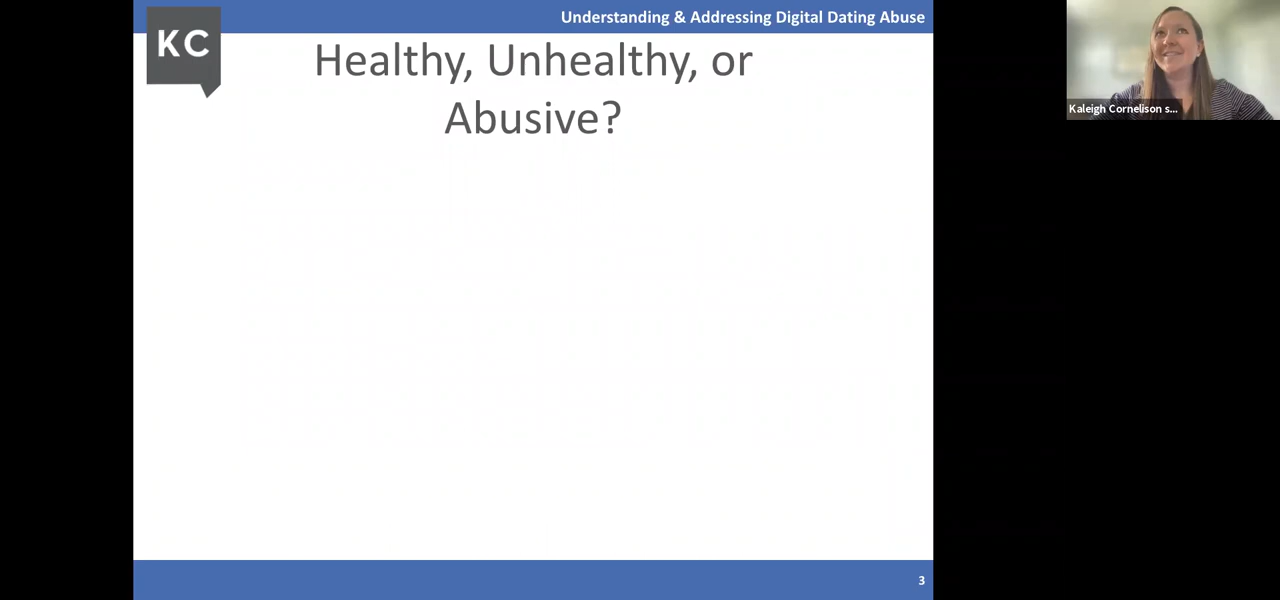 Understanding & Addressing Digital Dating Abuse
KC
Healthy, Unhealthy, or
Abusive?
Kaleigh Cornelison s...
3